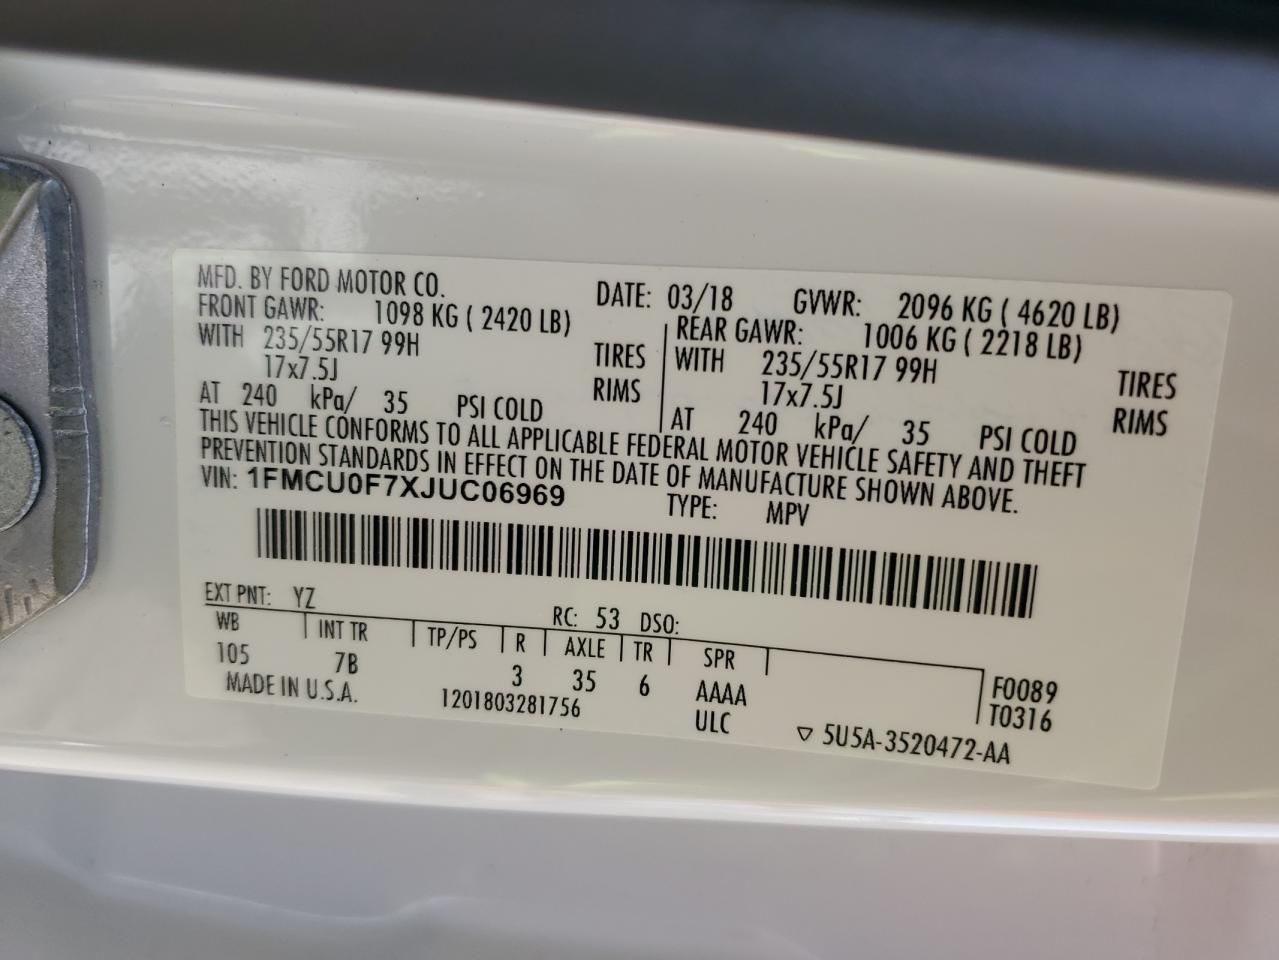 MFD. BY FORD MOTOR CO. DATE: 03/18 GVWR: 2096 KG ( 4620 LB)
FRONT GAWR: 1098 KG ( 2420 LB) REAR GAWR: 1006 KG ( 2218 LB)
WITH 235/55R17 99H TIRES WITH 235/55R17 99H TIRES
17x7.5J RIMS 17x7.5J RIMS
AT 240 kPa/ 35 PSI COLD AT 240 kPa/ 35 PSI COLD
THIS VEHICLE CONFORMS TO ALL APPLICABLE FEDERAL MOTOR VEHICLE SAFETY AND THEFT
PREVENTION STANDARDS IN EFFECT ON THE DATE OF MANUFACTURE SHOWN ABOVE.
VIN: 1FMCU0F7XJUC06969 TYPE: MPV
EXT PNT: YZ RC: 53 DSO:
WB INT TR TP/PS R AXLE TR SPR
105 7B 3 35 6 AAAA F0089
MADE IN U.S.A. 1201803281756 ULC T0316
▽ 5U5A-3520472-AA